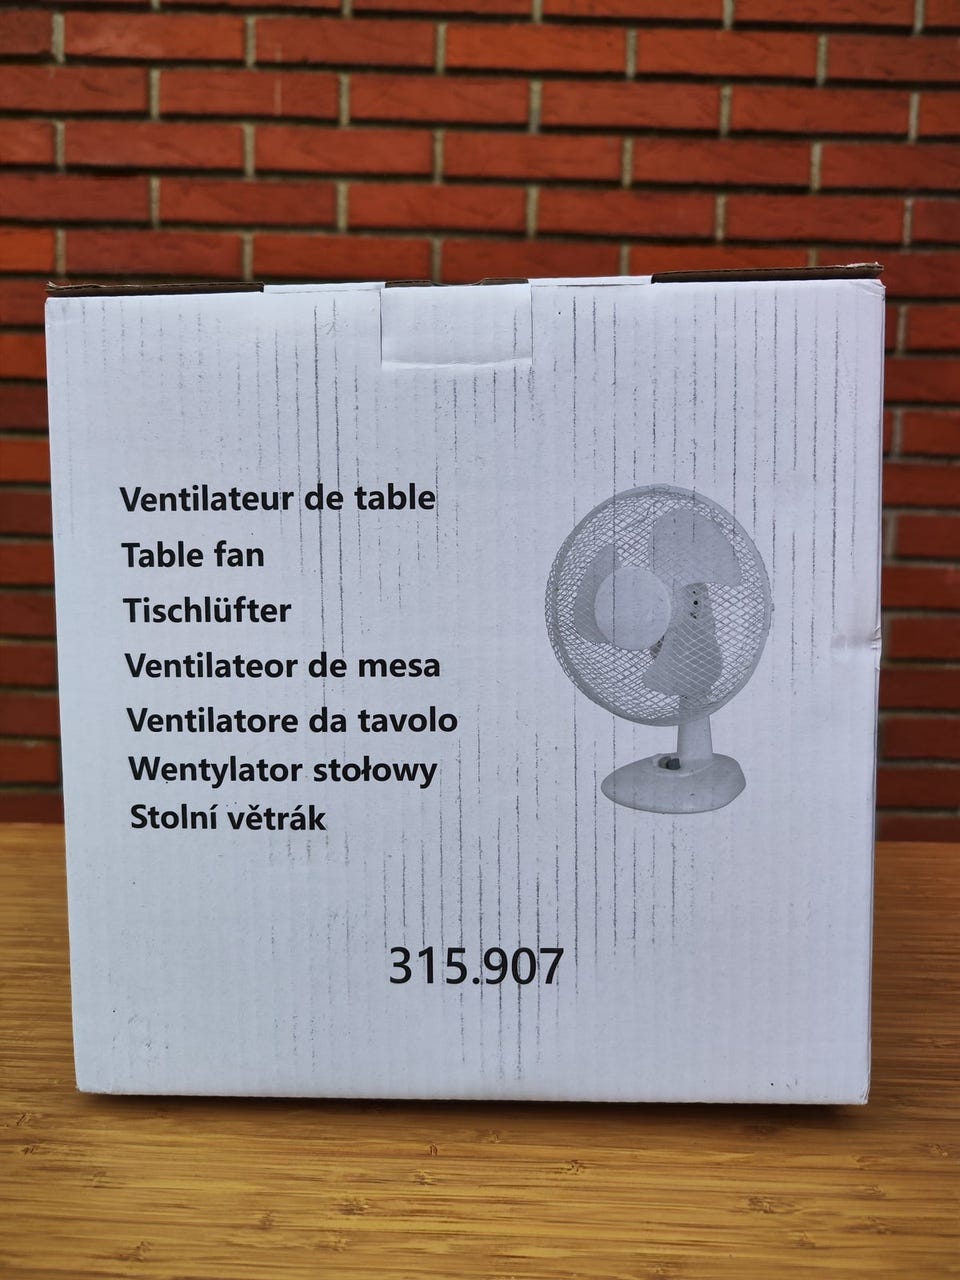 Ventilateur de table
Table fan
Tischlüfter
Ventilateor de mesa
Ventilatore da tavolo
Wentylator stołowy
Stolní větrák
315.907